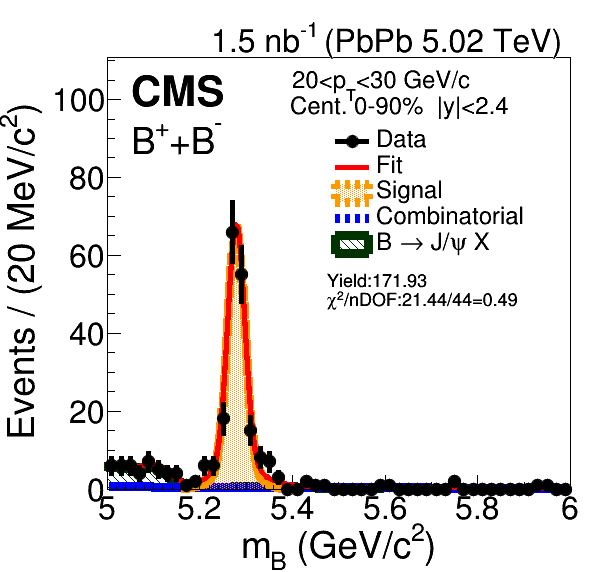 1.5 nb⁻¹ (PbPb 5.02 TeV)
CMS
20<p_T<30 GeV/c
Cent. 0-90% |y|<2.4
B⁺+B⁻
Data
Fit
Signal
Combinatorial
B → J/ψ X
Yield:171.93
χ²/nDOF:21.44/44=0.49
Events / (20 MeV/c²)
100
80
60
40
20
0
5 5.2 5.4 5.6 5.8 6
m_B (GeV/c²)